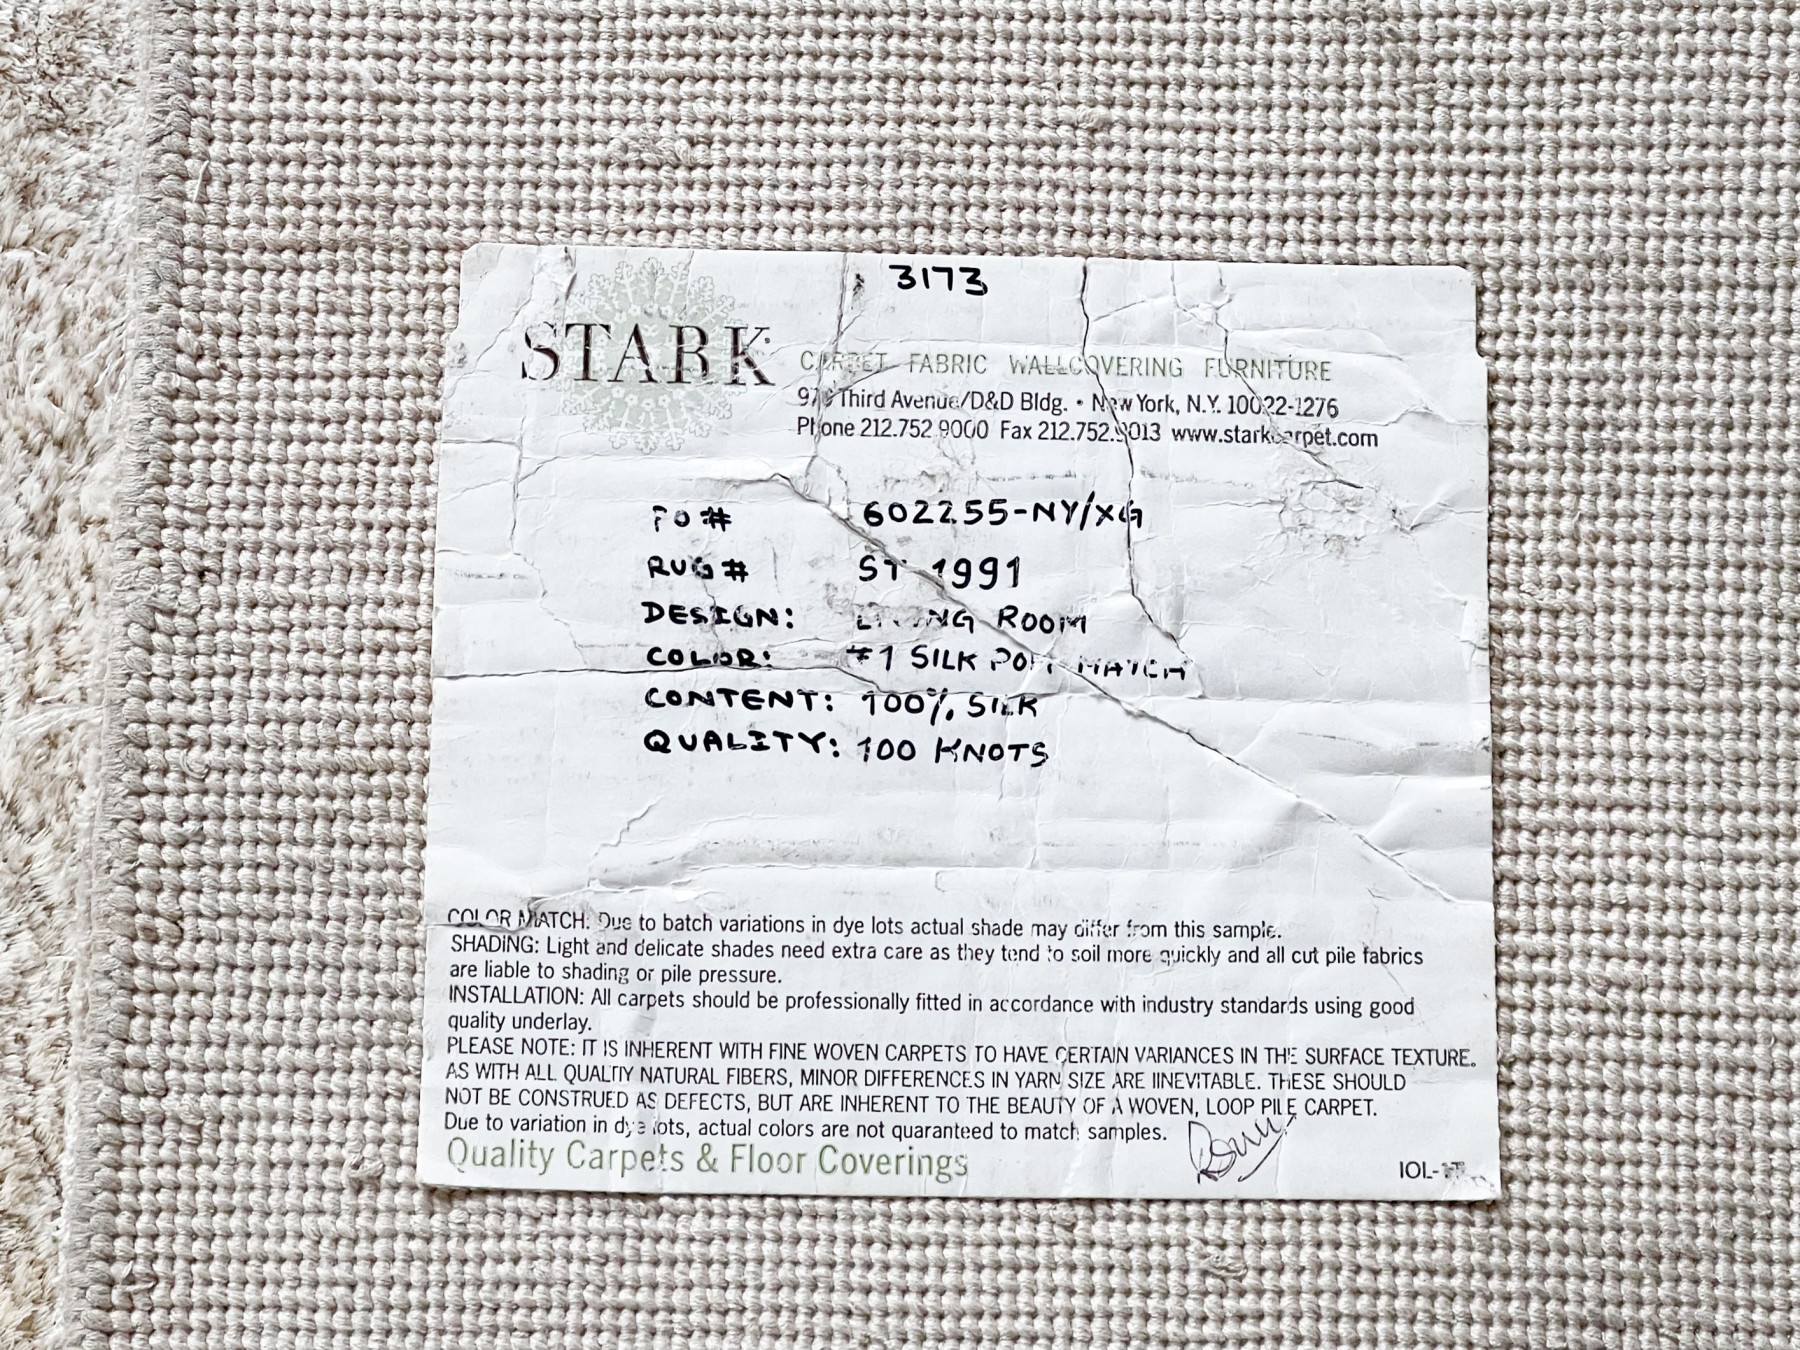 3173
STARK
CARPET FABRIC WALLCOVERING FURNITURE
979 Third Avenue/D&D Bldg. • New York, N.Y. 10022-1276
Phone 212.752.9000 Fax 212.752.9013 www.starkcarpet.com
PO# 602255-NY/XG
RUG# ST 1991
DESIGN: LIVING ROOM
COLOR: #1 SILK POM MATCH
CONTENT: 100% SILK
QUALITY: 100 KNOTS
COLOR MATCH: Due to batch variations in dye lots actual shade may differ from this sample.
SHADING: Light and delicate shades need extra care as they tend to soil more quickly and all cut pile fabrics
are liable to shading or pile pressure.
INSTALLATION: All carpets should be professionally fitted in accordance with industry standards using good
quality underlay.
PLEASE NOTE: IT IS INHERENT WITH FINE WOVEN CARPETS TO HAVE CERTAIN VARIANCES IN THE SURFACE TEXTURE.
AS WITH ALL QUALTIY NATURAL FIBERS, MINOR DIFFERENCES IN YARN SIZE ARE IINEVITABLE. THESE SHOULD
NOT BE CONSTRUED AS DEFECTS, BUT ARE INHERENT TO THE BEAUTY OF A WOVEN, LOOP PILE CARPET.
Due to variation in dye lots, actual colors are not quaranteed to match samples.
Quality Carpets & Floor Coverings